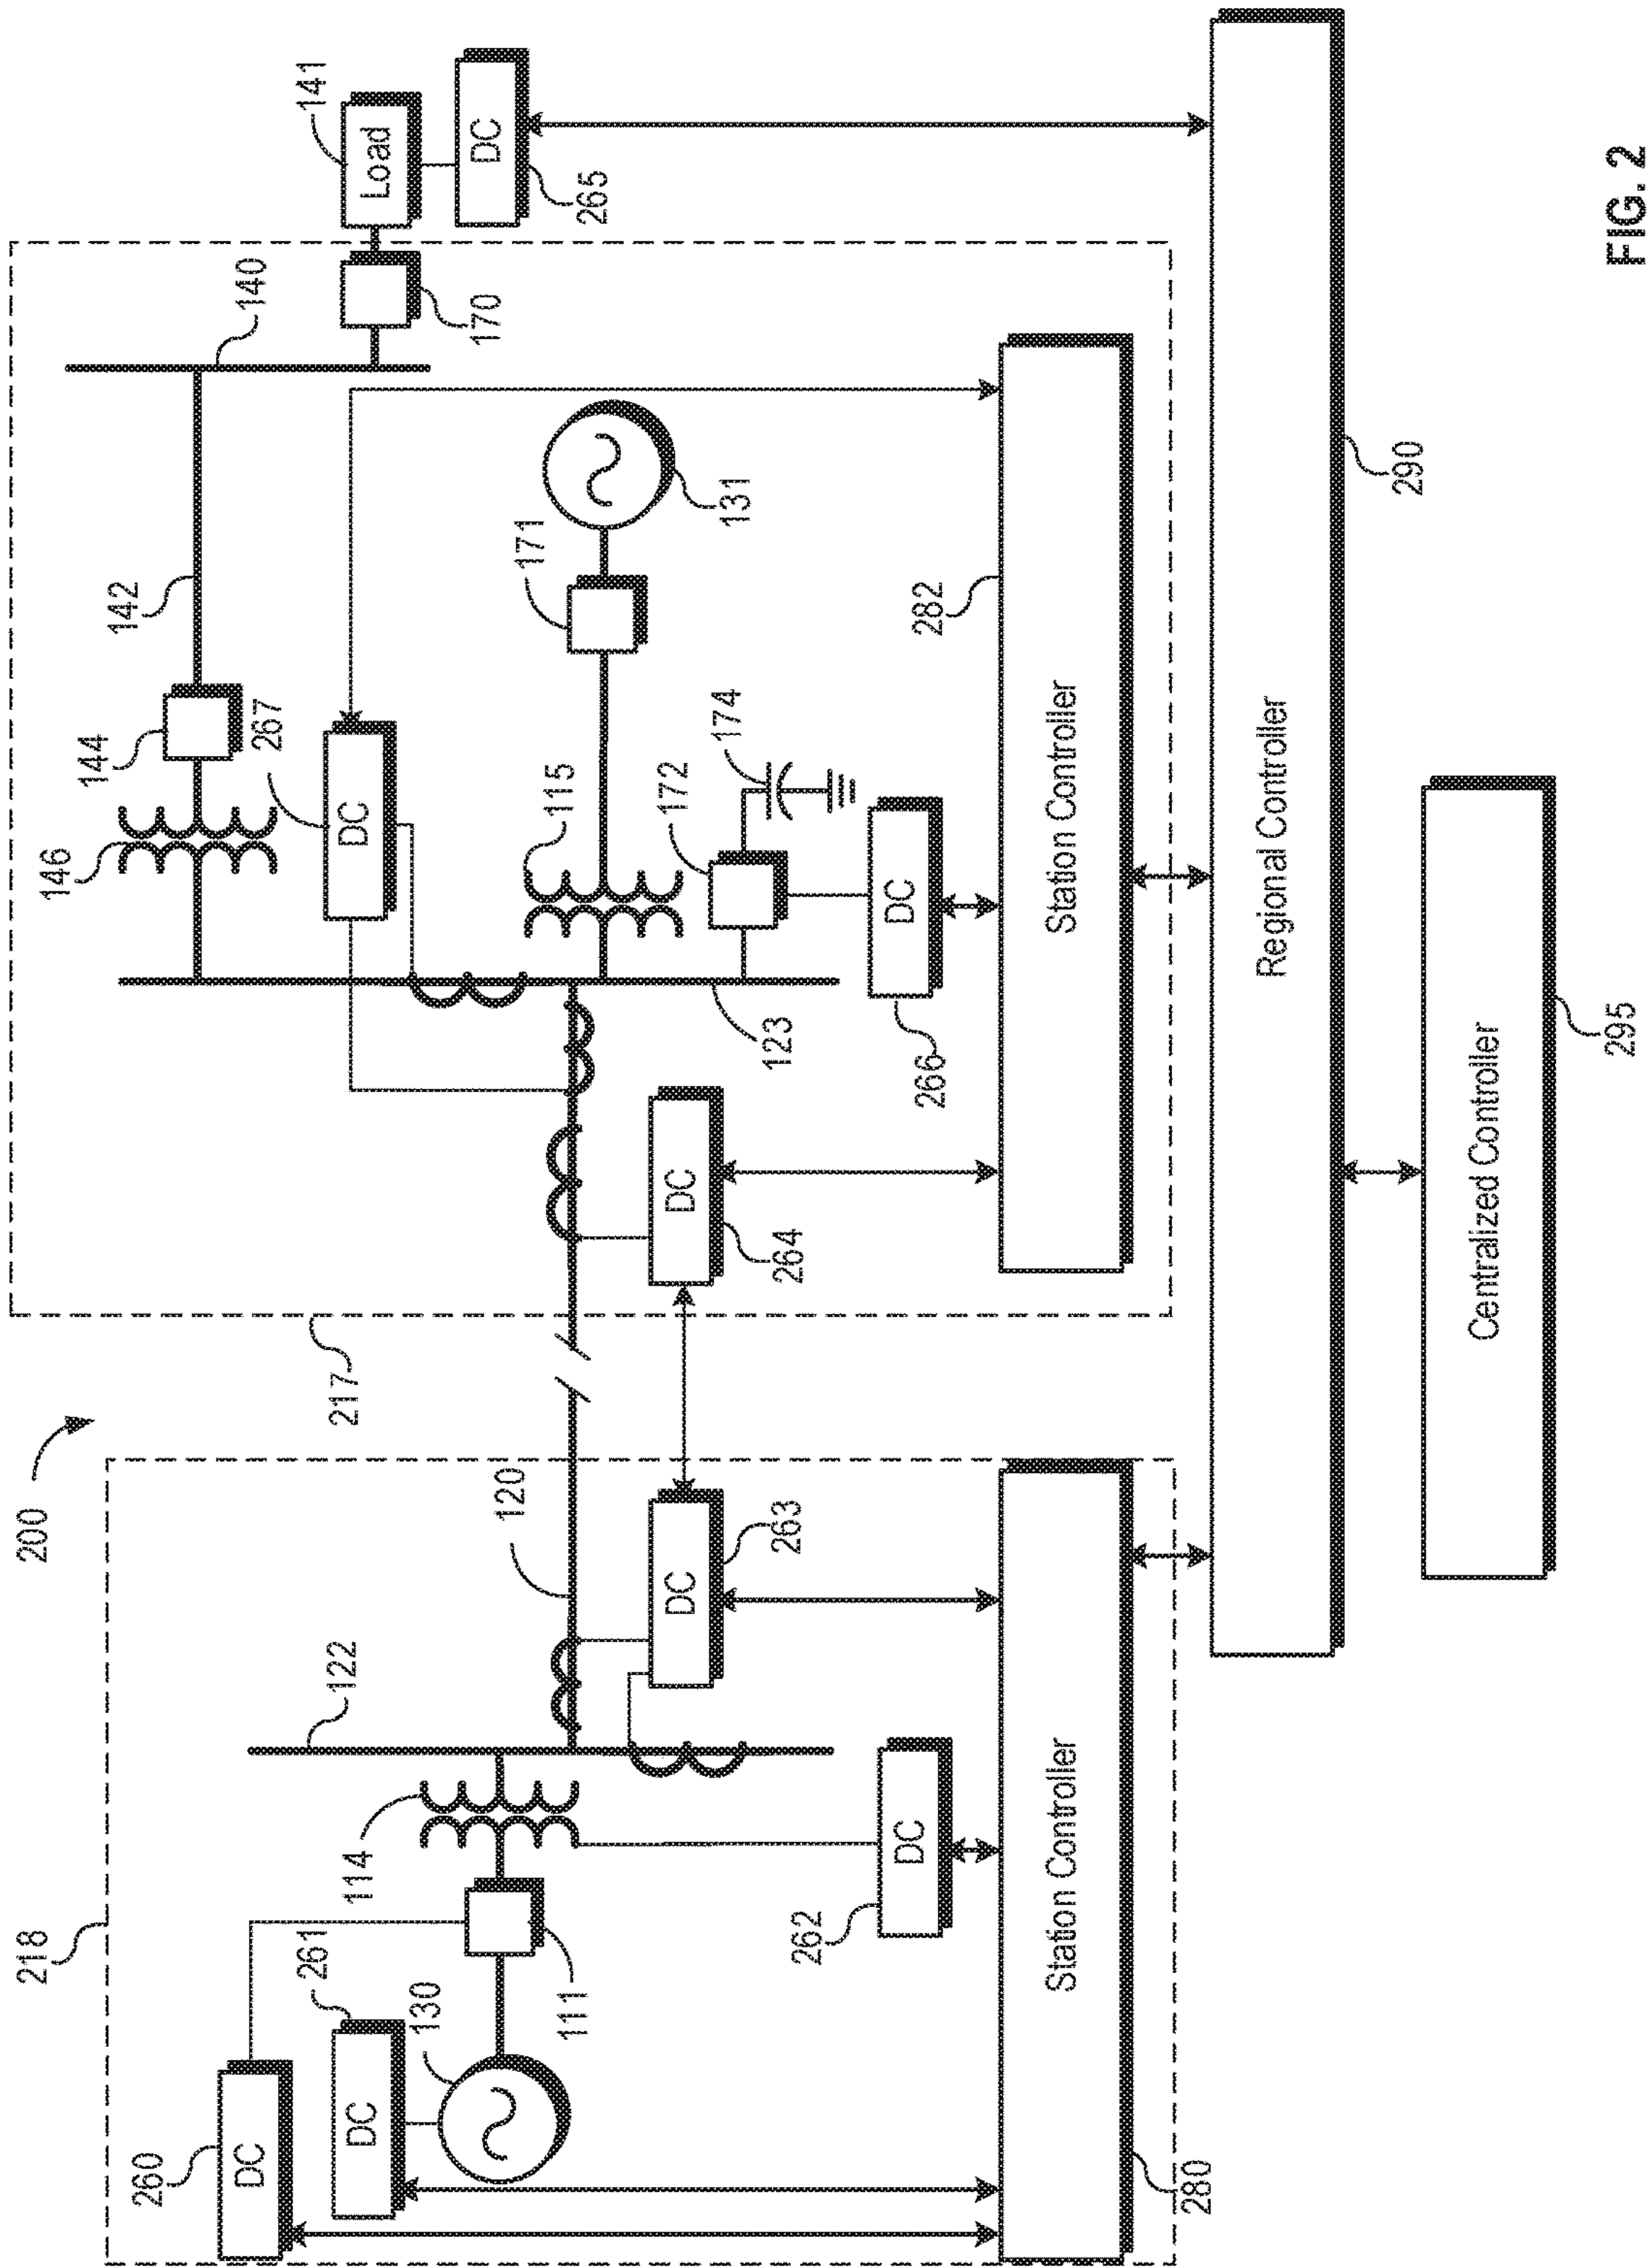 200
218
260
DC
261
DC
130
111
114
122
120
262
DC
263
DC
280
Station Controller
217
146
144
142
140
141
Load
DC
265
170
267
DC
115
171
131
172
174
123
DC
266
DC
264
282
Station Controller
Regional Controller
290
Centralized Controller
295
FIG. 2